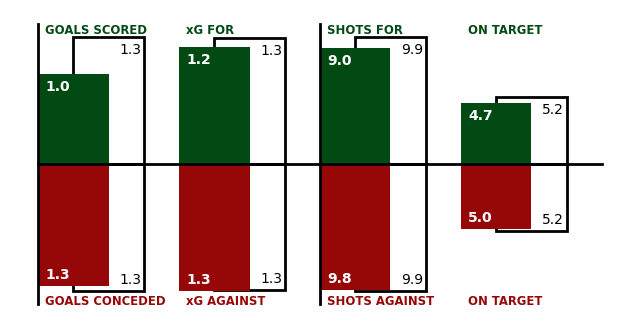 GOALS SCORED xG FOR SHOTS FOR ON TARGET
1.3 1.3 9.9
1.0 1.2 9.0
4.7 5.2
1.3 1.3 1.3 1.3 9.8 9.9 5.0 5.2
GOALS CONCEDED xG AGAINST SHOTS AGAINST ON TARGET